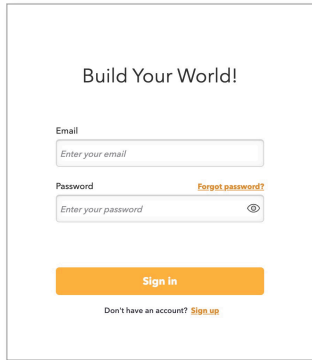 Build Your World!
Email
Enter your email
Password Forgot password?
Enter your password
Sign in
Don't have an account? Sign up